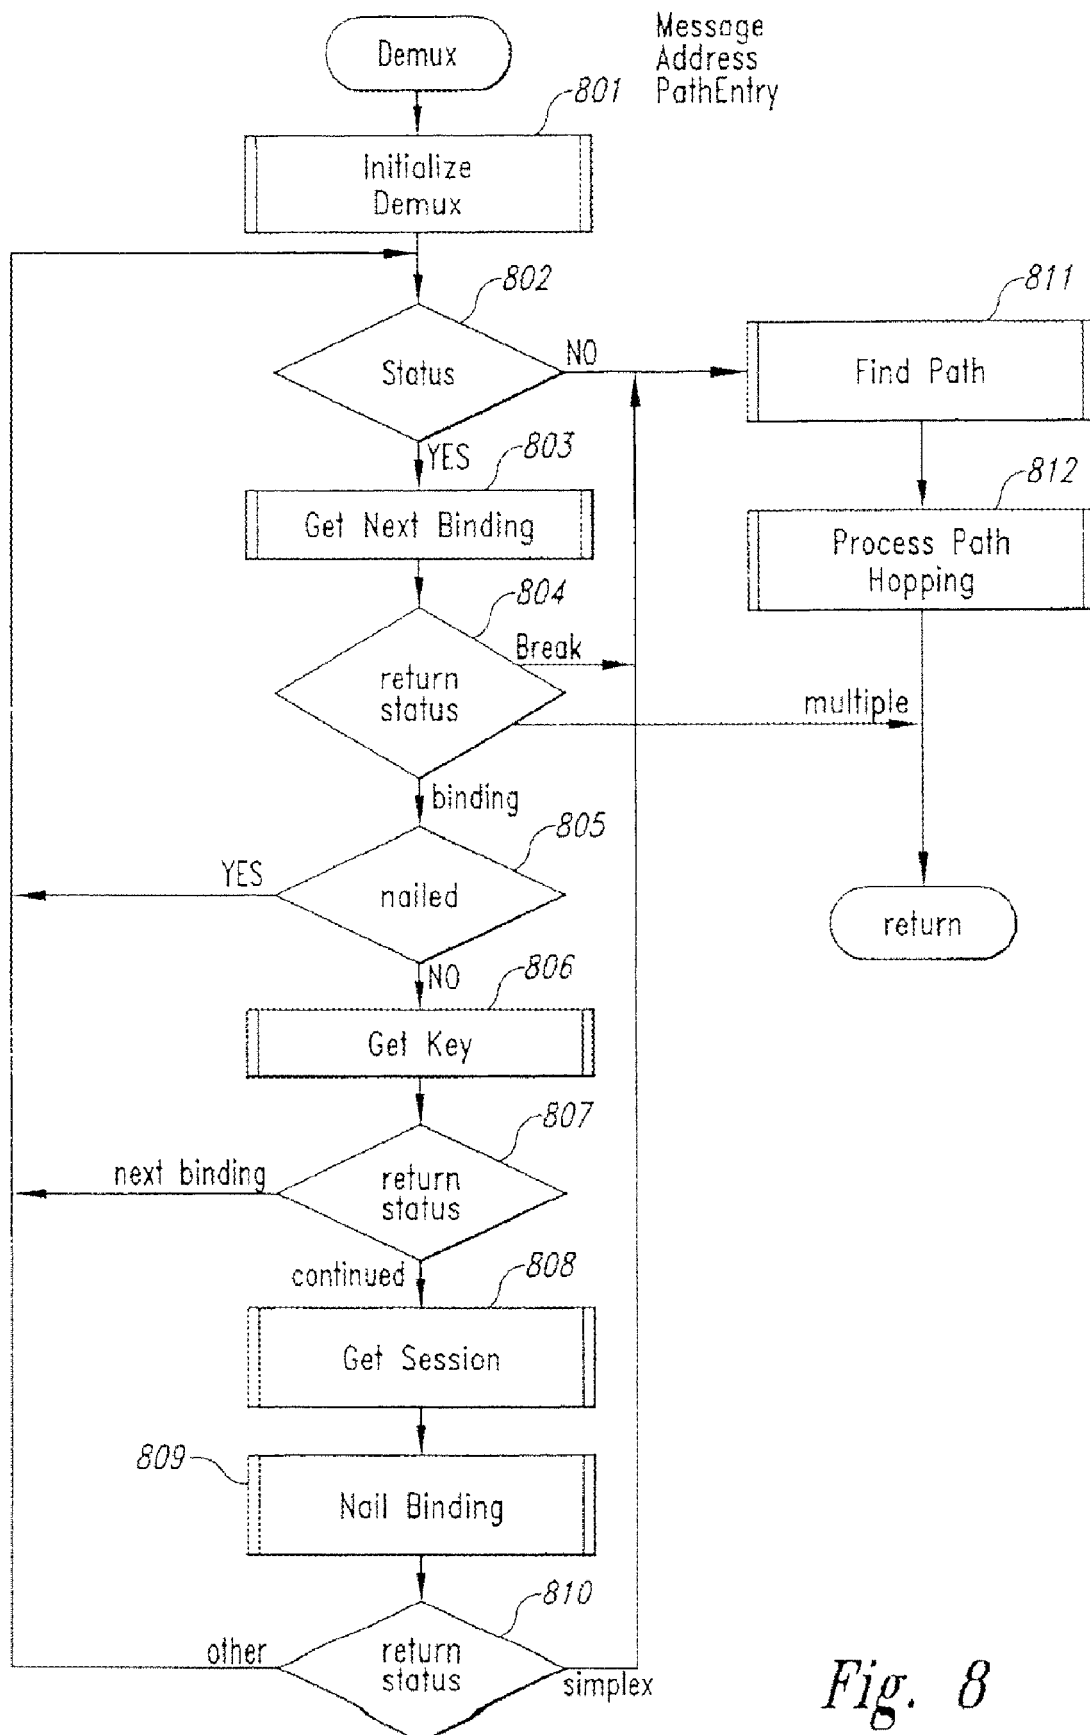 Demux
Message
Address
PathEntry
801
Initialize
Demux
802
Status
NO
811
Find Path
YES
803
Get Next Binding
812
Process Path
Hopping
804
return
status
Break
multiple
binding
805
nailed
YES
return
NO
806
Get Key
807
return
status
next binding
continued
808
Get Session
809
Nail Binding
810
return
status
other
simplex
Fig. 8